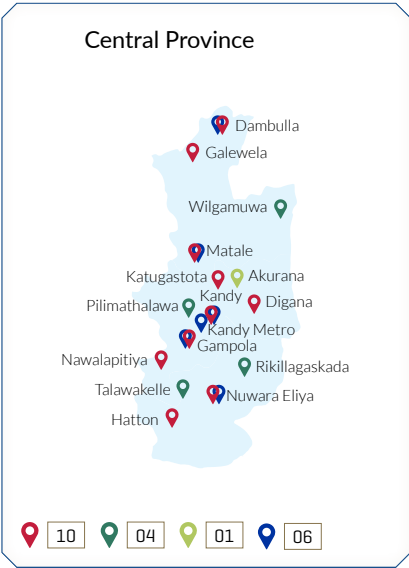 Central Province
Dambulla
Galewela
Wilgamuwa
Matale
Katugastota
Akurana
Kandy
Digana
Pilimathalawa
Kandy Metro
Gampola
Nawalapitiya
Rikillagaskada
Talawakelle
Nuwara Eliya
Hatton
10 04 01 06